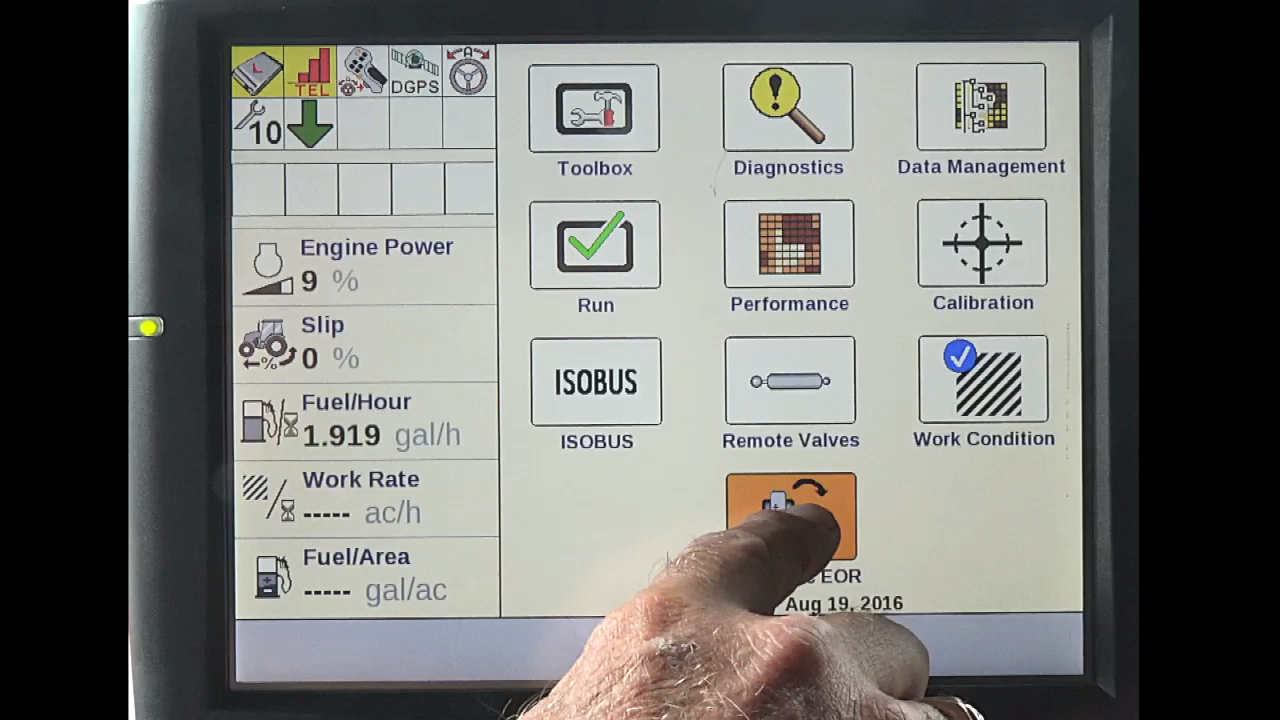 L
TEL
DGPS
A
10
Toolbox
Diagnostics
Data Management
Engine Power
9 %
Run
Performance
Calibration
Slip
0 %
%
Fuel/Hour
1.919 gal/h
ISOBUS
ISOBUS
Remote Valves
Work Condition
Work Rate
----- ac/h
Fuel/Area
----- gal/ac
EOR
Aug 19, 2016